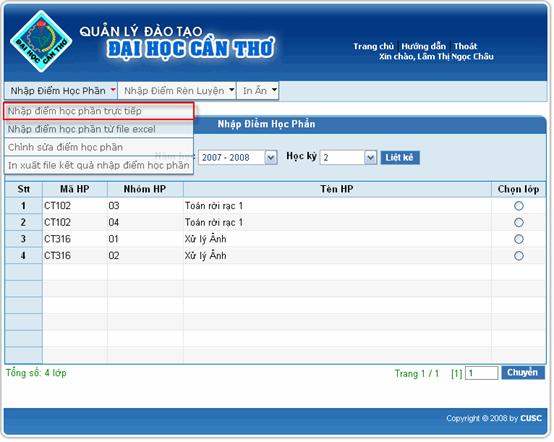 QUẢN LÝ ĐÀO TẠO
ĐẠI HỌC CẦN THƠ
Trang chủ Hướng dẫn Thoát
Xin chào, Lâm Thị Ngọc Châu
Nhập Điểm Học Phần Nhập Điểm Rèn Luyện In Ấn
Nhập điểm học phần trực tiếp
Nhập điểm học phần từ file excel
Chỉnh sửa điểm học phần
In xuất file kết quả nhập điểm học phần
Nhập Điểm Học Phần
2007 - 2008 Học kỳ 2 Liệt kê
Stt Mã HP Nhóm HP Tên HP Chọn lớp
1 CT102 03 Toán rời rạc 1
2 CT102 04 Toán rời rạc 1
3 CT316 01 Xử lý Ảnh
4 CT316 02 Xử lý Ảnh
Tổng số: 4 lớp Trang 1 / 1 [1] 1 Chuyển
Copyright © 2008 by CUSC